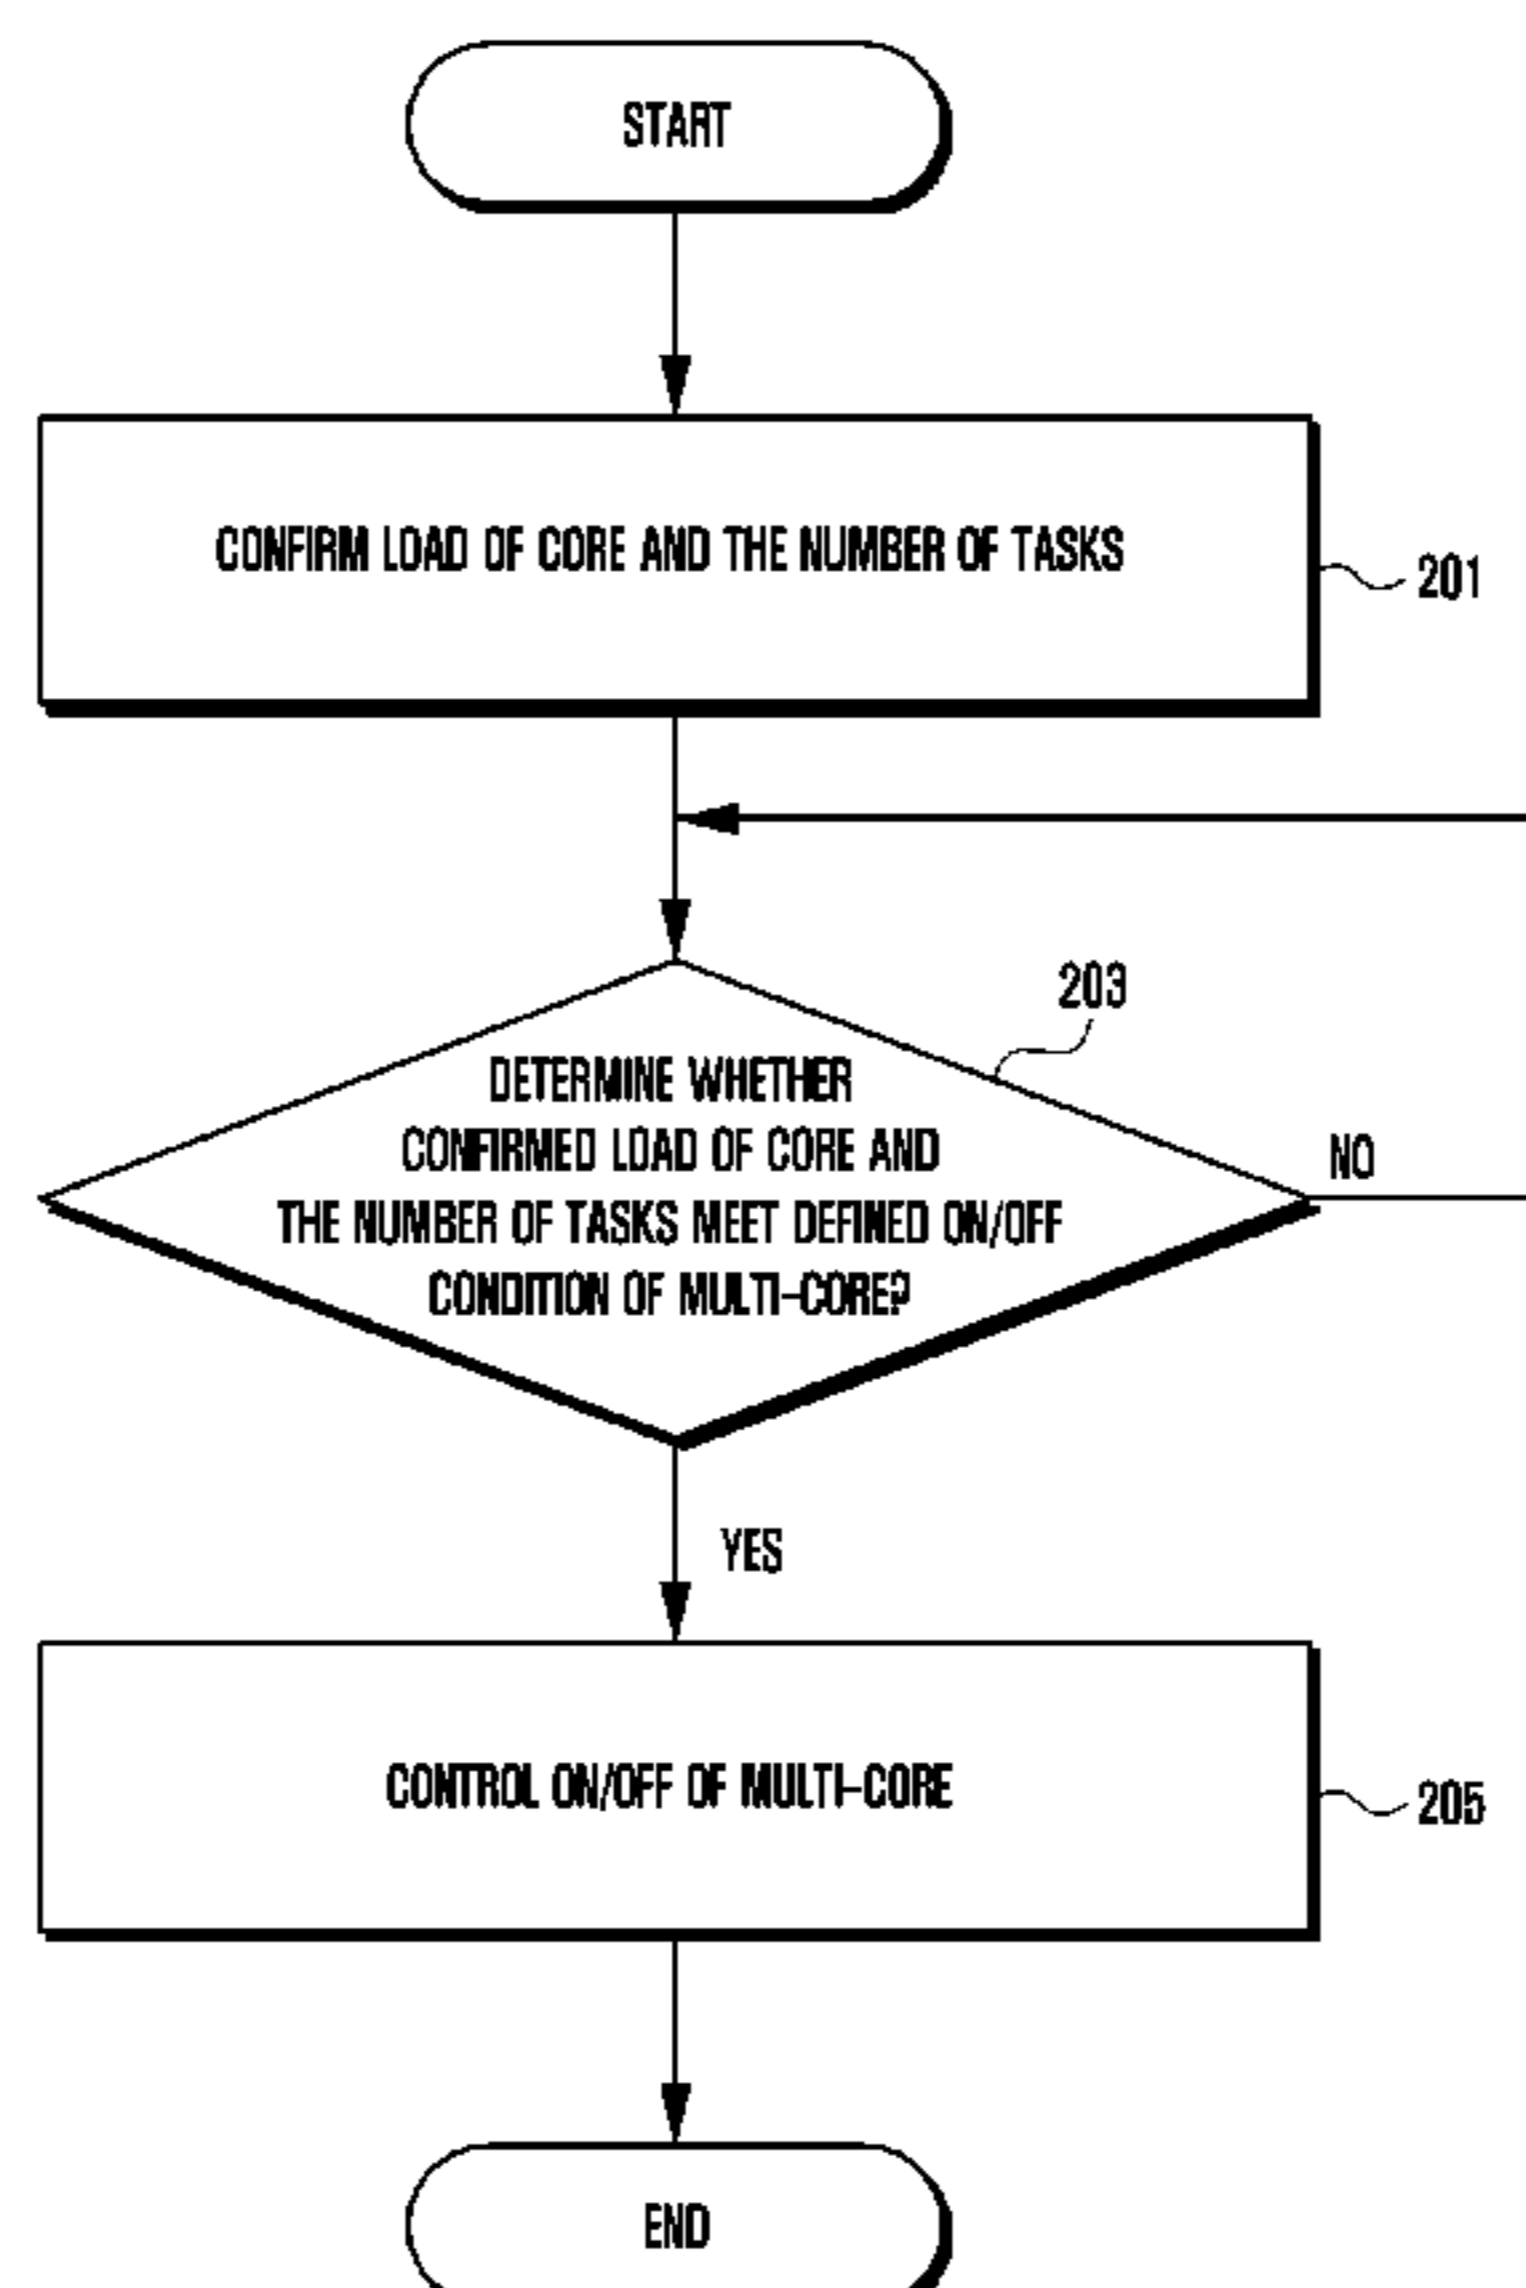 START
CONFIRM LOAD OF CORE AND THE NUMBER OF TASKS
201
203
DETERMINE WHETHER
CONFIRMED LOAD OF CORE AND
THE NUMBER OF TASKS MEET DEFINED ON/OFF
CONDITION OF MULTI-CORE?
NO
YES
CONTROL ON/OFF OF MULTI-CORE
205
END